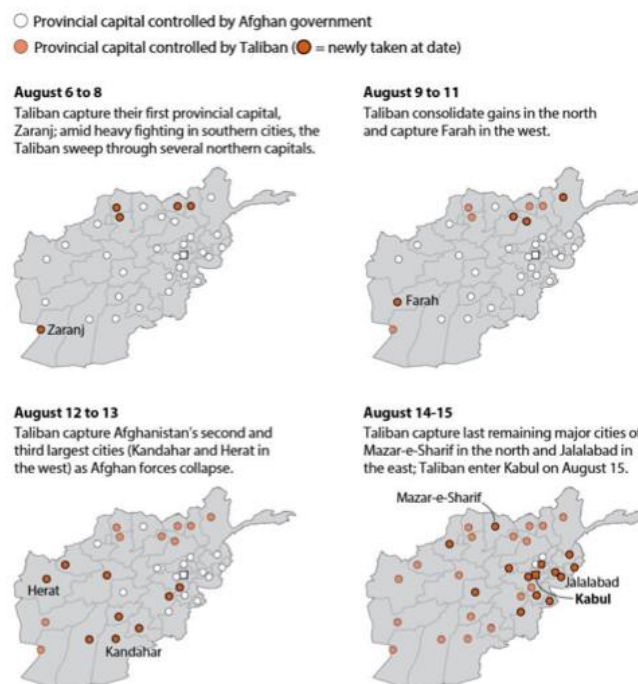 Provincial capital controlled by Afghan government
Provincial capital controlled by Taliban ( = newly taken at date)
August 6 to 8
Taliban capture their first provincial capital,
Zaranj; amid heavy fighting in southern cities, the
Taliban sweep through several northern capitals.
Zaranj
August 9 to 11
Taliban consolidate gains in the north
and capture Farah in the west.
Farah
August 12 to 13
Taliban capture Afghanistan's second and
third largest cities (Kandahar and Herat in
the west) as Afghan forces collapse.
Herat
Kandahar
August 14-15
Taliban capture last remaining major cities of
Mazar-e-Sharif in the north and Jalalabad in
the east; Taliban enter Kabul on August 15.
Mazar-e-Sharif
Jalalabad
Kabul